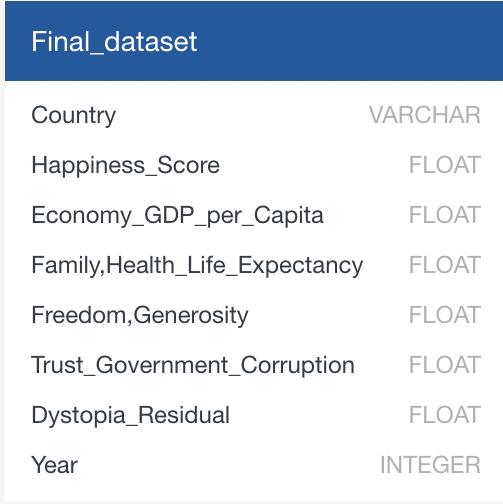 Final_dataset
Country VARCHAR
Happiness_Score FLOAT
Economy_GDP_per_Capita FLOAT
Family,Health_Life_Expectancy FLOAT
Freedom,Generosity FLOAT
Trust_Government_Corruption FLOAT
Dystopia_Residual FLOAT
Year INTEGER